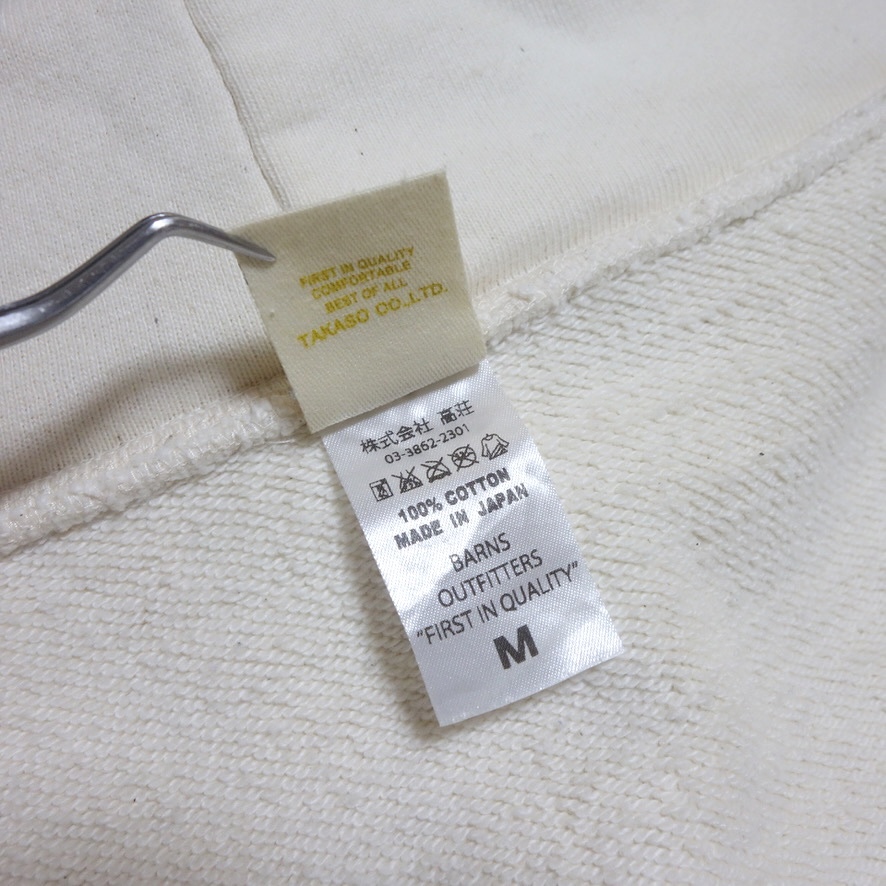 FIRST IN QUALITY
COMFORTABLE
BEST OF ALL
TAKASO CO.,LTD.
株式会社 高荘
03-3862-2301
100% COTTON
MADE IN JAPAN
BARNS
OUTFITTERS
"FIRST IN QUALITY"
M